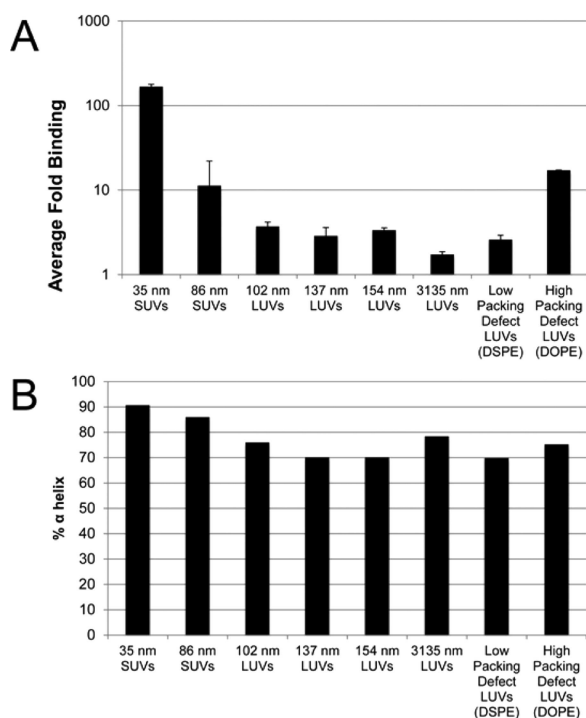 A
Average Fold Binding
1000
100
10
1
35 nm 86 nm 102 nm 137 nm 154 nm 3135 nm Low High
SUVs SUVs LUVs LUVs LUVs LUVs Packing Packing
Defect Defect
LUVs LUVs
(DSPE) (DOPE)
B
% α helix
100
90
80
70
60
50
40
30
20
10
0
35 nm 86 nm 102 nm 137 nm 154 nm 3135 nm Low High
SUVs SUVs LUVs LUVs LUVs LUVs Packing Packing
Defect Defect
LUVs LUVs
(DSPE) (DOPE)